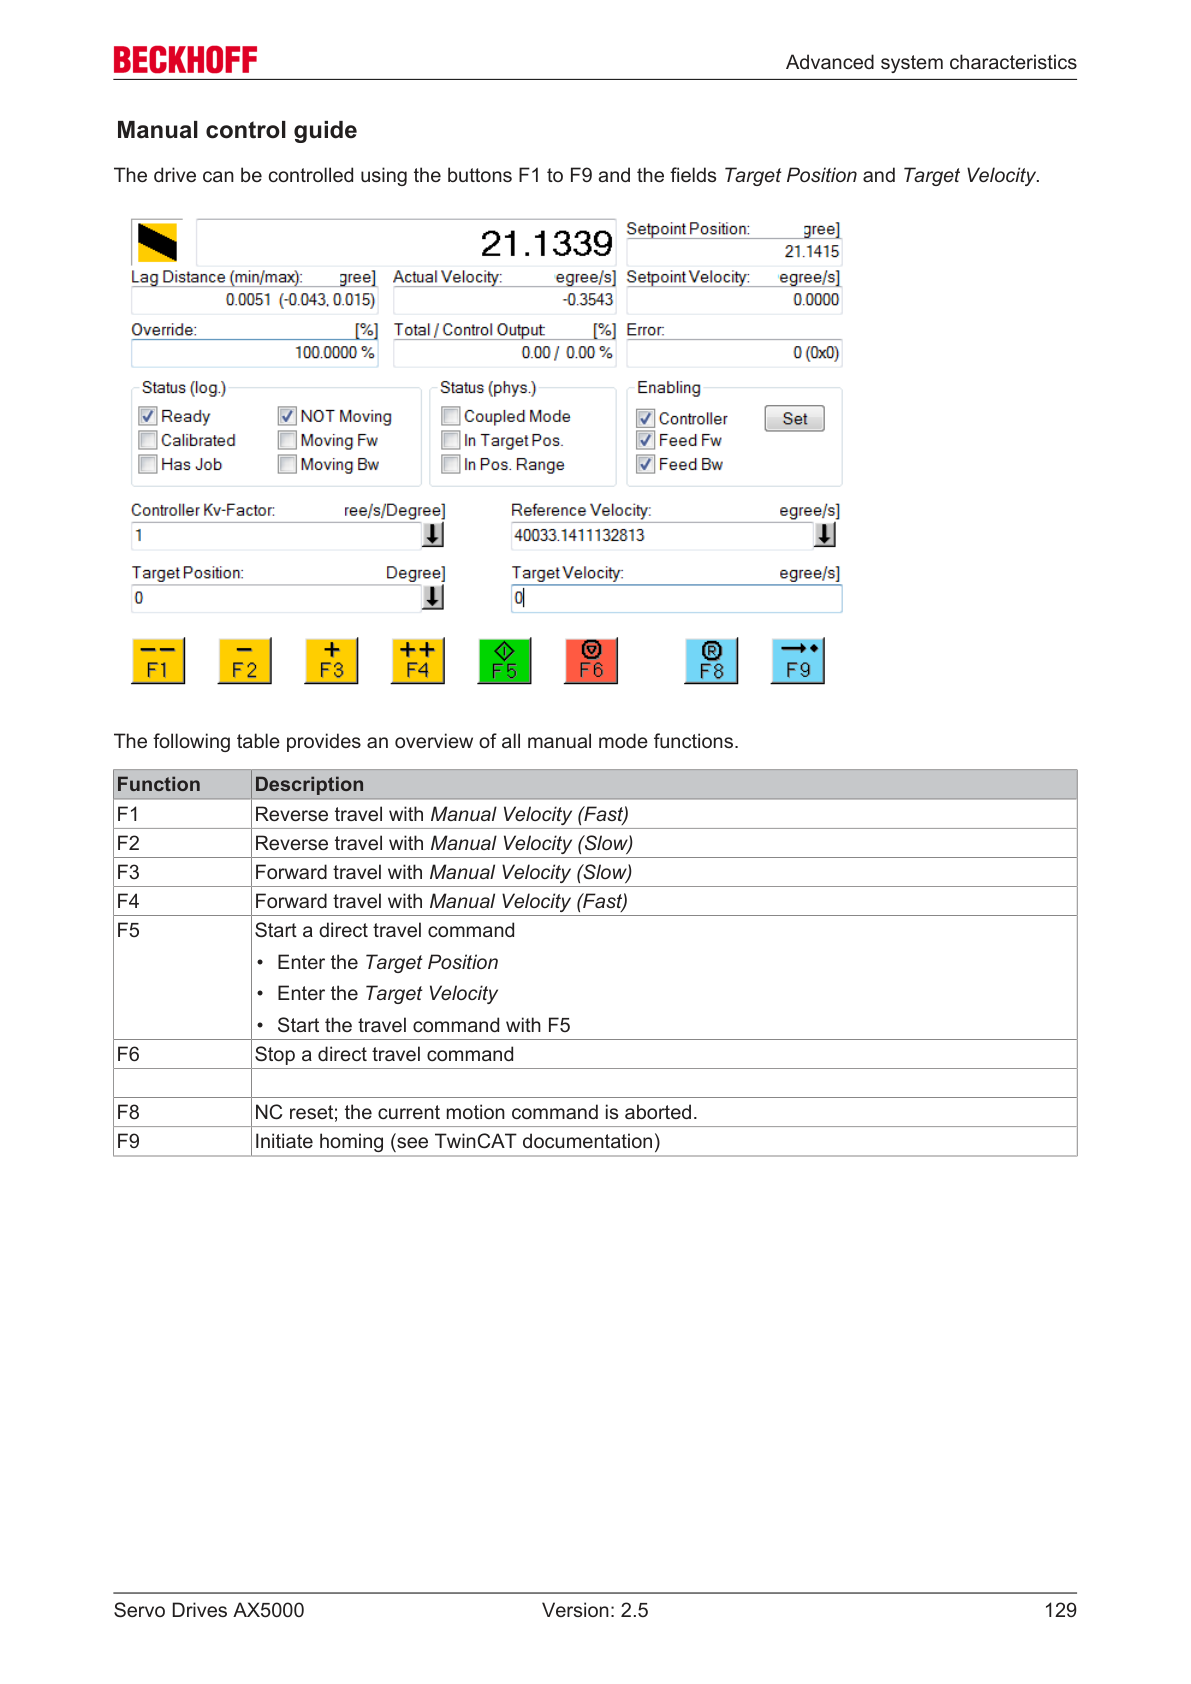 BECKHOFF
Advanced system characteristics
Manual control guide
The drive can be controlled using the buttons F1 to F9 and the fields Target Position and Target Velocity.
21.1339
Setpoint Position: gree]
21.1415
Lag Distance (min/max): gree] Actual Velocity: egree/s] Setpoint Velocity: egree/s]
0.0051 (-0.043, 0.015) -0.3543 0.0000
Override: [%] Total / Control Output: [%] Error:
100.0000 % 0.00 / 0.00 % 0 (0x0)
Status (log.) Status (phys.) Enabling
Ready NOT Moving Coupled Mode Controller Set
Calibrated Moving Fw In Target Pos. Feed Fw
Has Job Moving Bw In Pos. Range Feed Bw
Controller Kv-Factor: ree/s/Degree] Reference Velocity: egree/s]
1 40033.1411132813
Target Position: Degree] Target Velocity: egree/s]
0 0
-- - + ++ R
F1 F2 F3 F4 F5 F6 F8 F9
The following table provides an overview of all manual mode functions.
Function Description
F1 Reverse travel with Manual Velocity (Fast)
F2 Reverse travel with Manual Velocity (Slow)
F3 Forward travel with Manual Velocity (Slow)
F4 Forward travel with Manual Velocity (Fast)
F5 Start a direct travel command
• Enter the Target Position
• Enter the Target Velocity
• Start the travel command with F5
F6 Stop a direct travel command
F8 NC reset; the current motion command is aborted.
F9 Initiate homing (see TwinCAT documentation)
Servo Drives AX5000 Version: 2.5 129